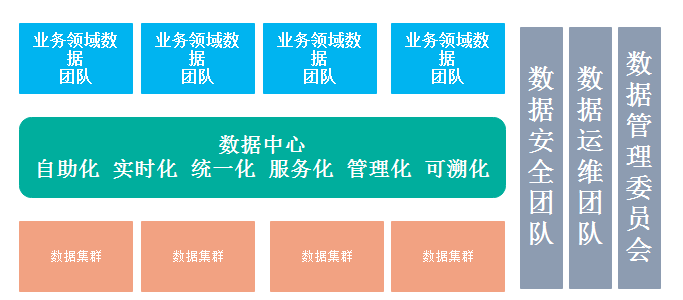 业务领域数
据
团队
业务领域数
据
团队
业务领域数
据
团队
业务领域数
据
团队
数据中心
自助化 实时化 统一化 服务化 管理化 可溯化
数据集群
数据集群
数据集群
数据集群
数据安全团队
数据运维团队
数据管理委员会